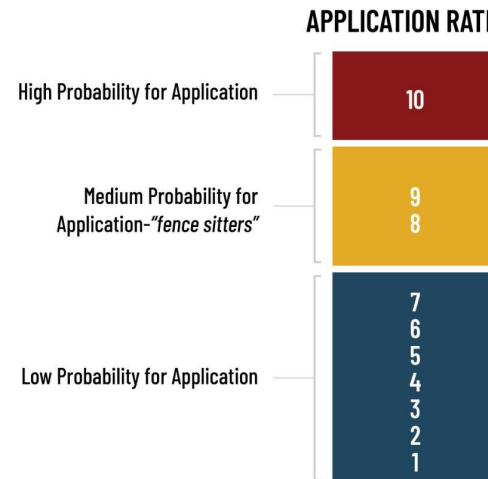 APPLICATION RAT
High Probability for Application
10
Medium Probability for
Application-“fence sitters”
9
8
Low Probability for Application
7
6
5
4
3
2
1